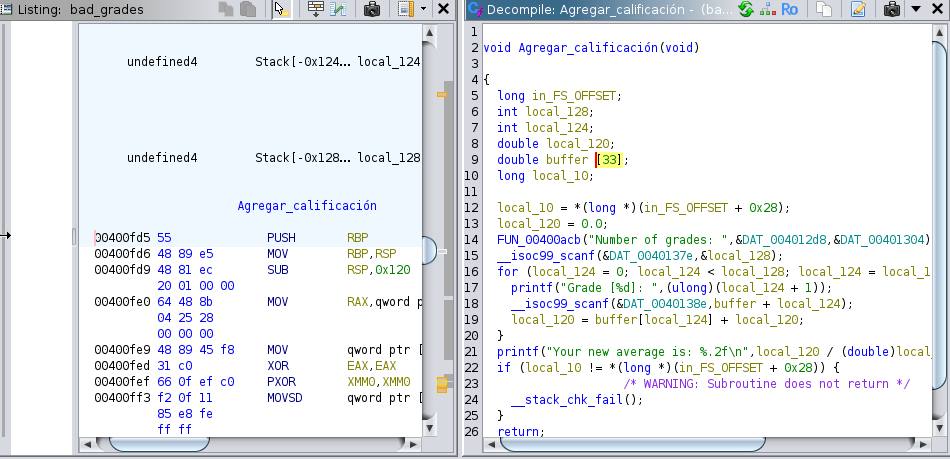 Listing: bad_grades
undefined4 Stack[-0x124... local_124
undefined4 Stack[-0x128... local_128
Agregar_calificación
00400fd5 55 PUSH RBP
00400fd6 48 89 e5 MOV RBP,RSP
00400fd9 48 81 ec SUB RSP,0x120
20 01 00 00
00400fe0 64 48 8b MOV RAX,qword p
04 25 28
00 00 00
00400fe9 48 89 45 f8 MOV qword ptr [
00400fed 31 c0 XOR EAX,EAX
00400fef 66 0f ef c0 PXOR XMM0,XMM0
00400ff3 f2 0f 11 MOVSD qword ptr [
85 e8 fe
ff ff
Decompile: Agregar_calificación - (ba... Ro
1
2 void Agregar_calificación(void)
3
4 {
5 long in_FS_OFFSET;
6 int local_128;
7 int local_124;
8 double local_120;
9 double buffer [33];
10 long local_10;
11
12 local_10 = *(long *)(in_FS_OFFSET + 0x28);
13 local_120 = 0.0;
14 FUN_00400acb("Number of grades: ",&DAT_004012d8,&DAT_00401304)
15 __isoc99_scanf(&DAT_0040137e,&local_128);
16 for (local_124 = 0; local_124 < local_128; local_124 = local_1
17 printf("Grade [%d]: ",(ulong)(local_124 + 1));
18 __isoc99_scanf(&DAT_0040138e,buffer + local_124);
19 local_120 = buffer[local_124] + local_120;
20 }
21 printf("Your new average is: %.2f\n",local_120 / (double)local_
22 if (local_10 != *(long *)(in_FS_OFFSET + 0x28)) {
23 /* WARNING: Subroutine does not return */
24 __stack_chk_fail();
25 }
26 return;